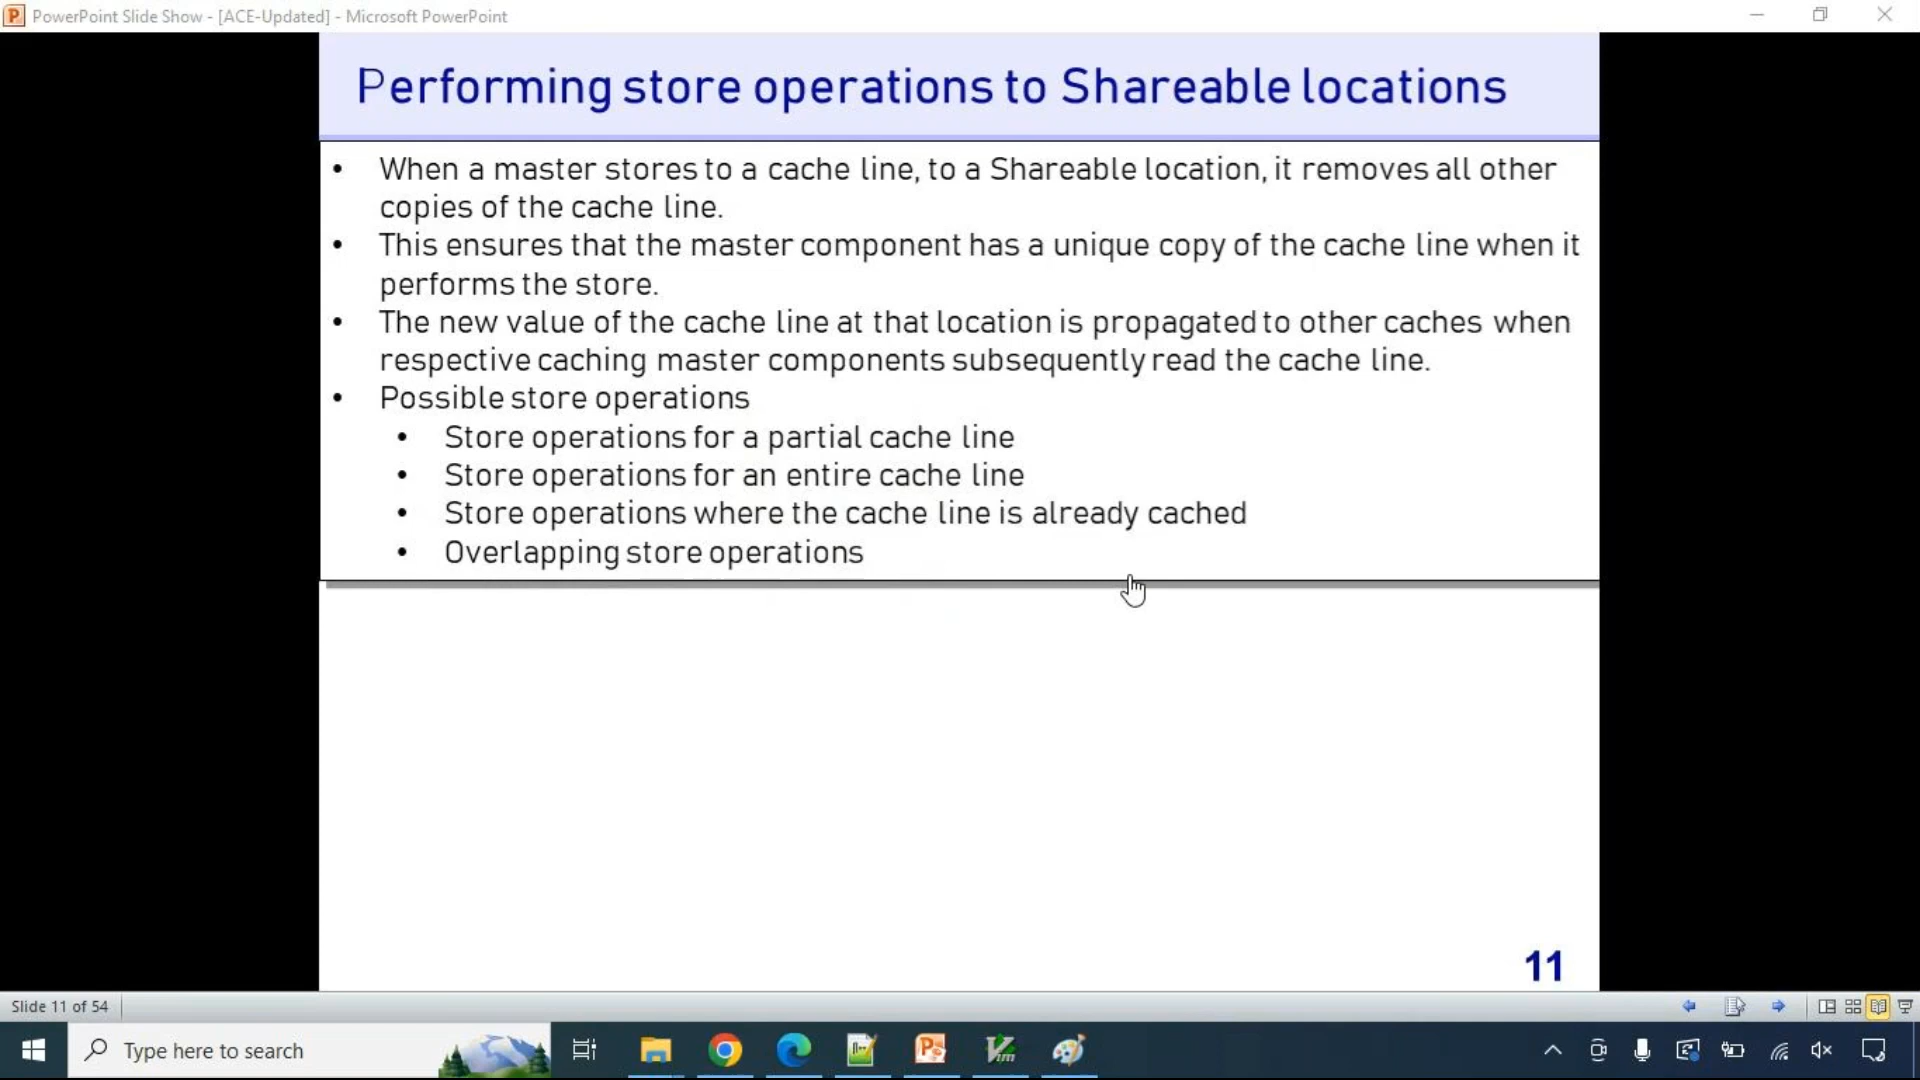 PowerPoint Slide Show - [ACE-Updated] - Microsoft PowerPoint
Performing store operations to Shareable locations
• When a master stores to a cache line, to a Shareable location, it removes all other
copies of the cache line.
• This ensures that the master component has a unique copy of the cache line when it
performs the store.
• The new value of the cache line at that location is propagated to other caches when
respective caching master components subsequently read the cache line.
• Possible store operations
• Store operations for a partial cache line
• Store operations for an entire cache line
• Store operations where the cache line is already cached
• Overlapping store operations
11
Slide 11 of 54
Type here to search